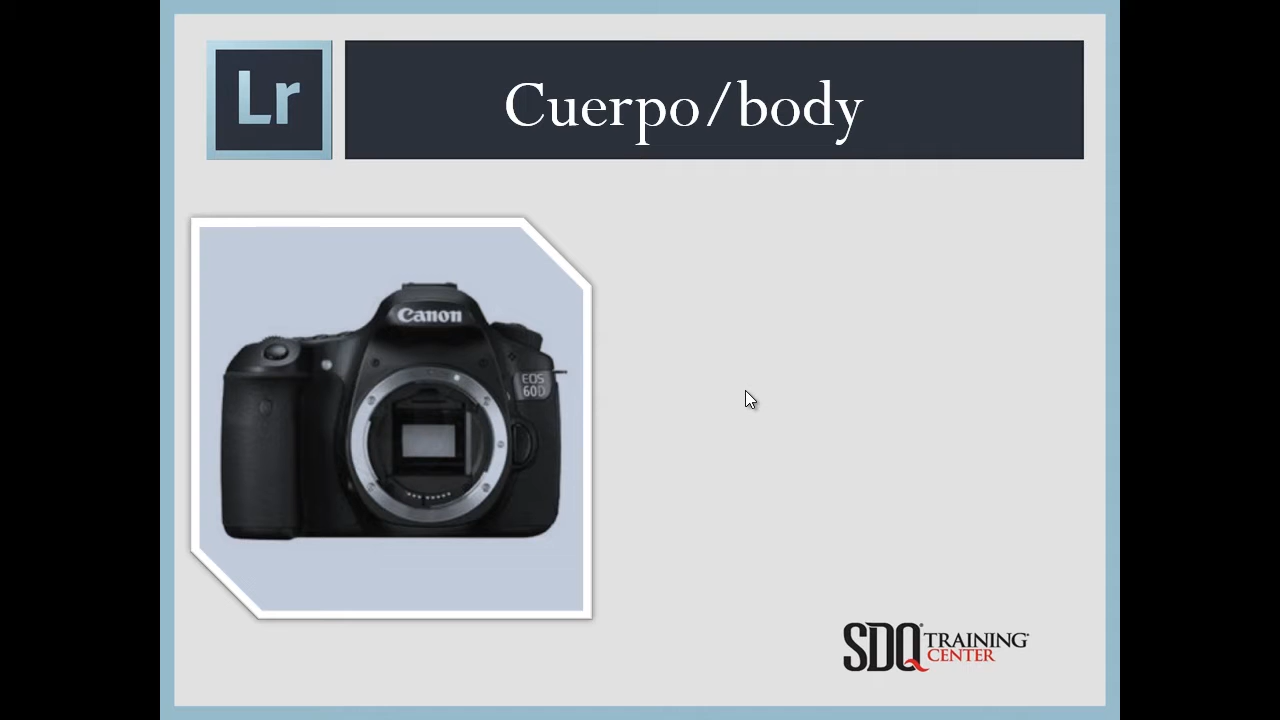 Lr
Cuerpo/body
Canon
EOS
60D
SDQ TRAINING
CENTER